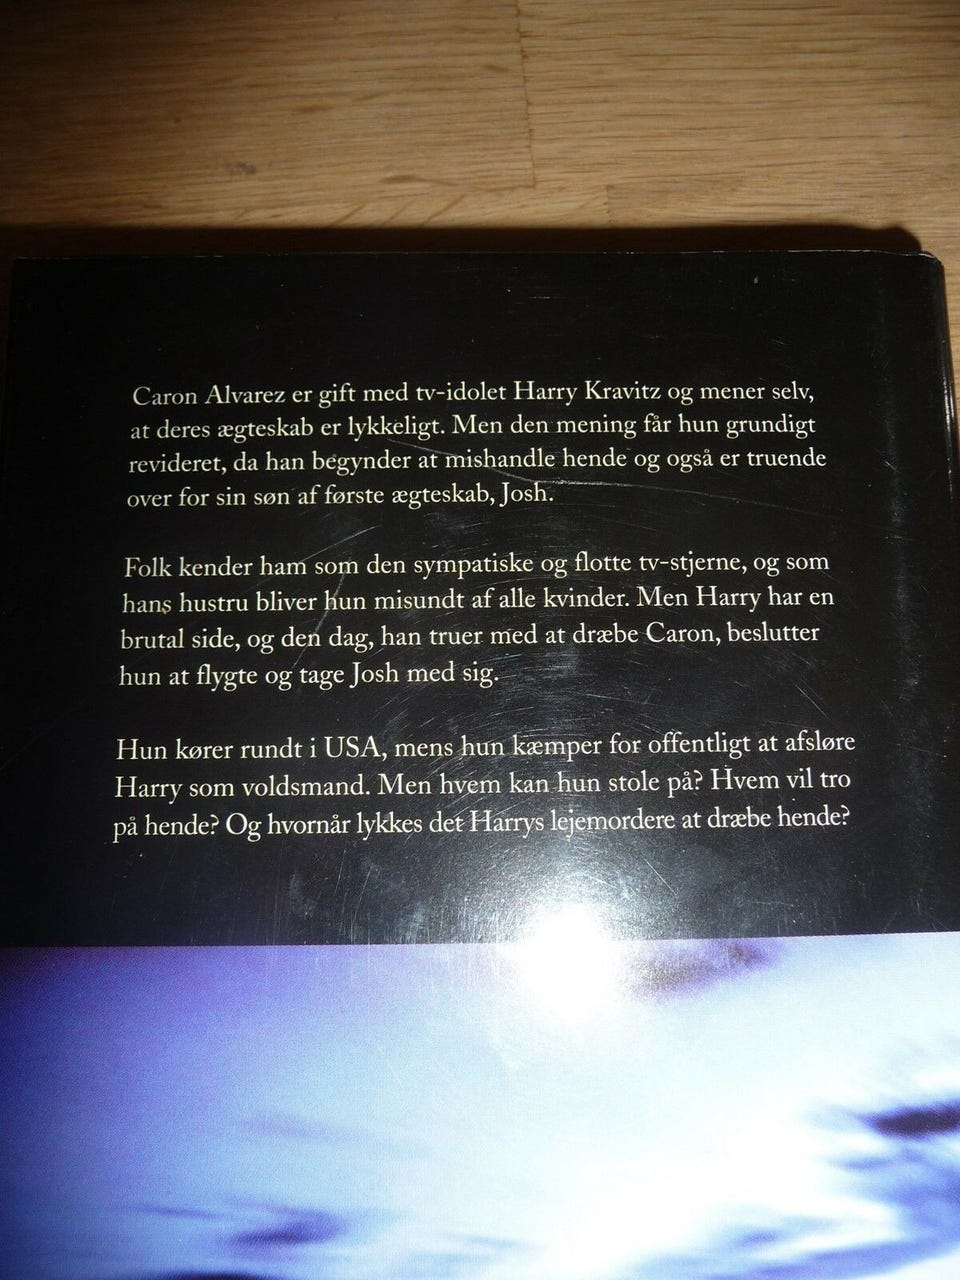 Caron Alvarez er gift med tv-idolet Harry Kravitz og mener selv,
at deres ægteskab er lykkeligt. Men den mening får hun grundigt
revideret, da han begynder at mishandle hende og også er truende
over for sin søn af første ægteskab, Josh.
Folk kender ham som den sympatiske og flotte tv-stjerne, og som
hans hustru bliver hun misundt af alle kvinder. Men Harry har en
brutal side, og den dag, han truer med at dræbe Caron, beslutter
hun at flygte og tage Josh med sig.
Hun kører rundt i USA, mens hun kæmper for offentligt at afsløre
Harry som voldsmand. Men hvem kan hun stole på? Hvem vil tro
på hende? Og hvornår lykkes det Harrys lejemordere at dræbe hende?